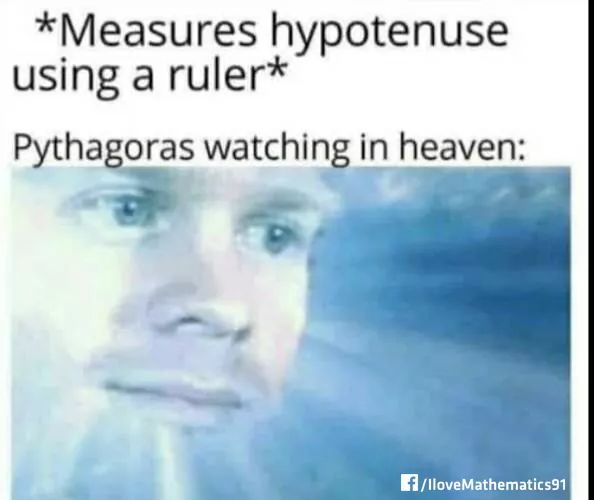 *Measures hypotenuse
using a ruler*
Pythagoras watching in heaven:
f/IloveMathematics91